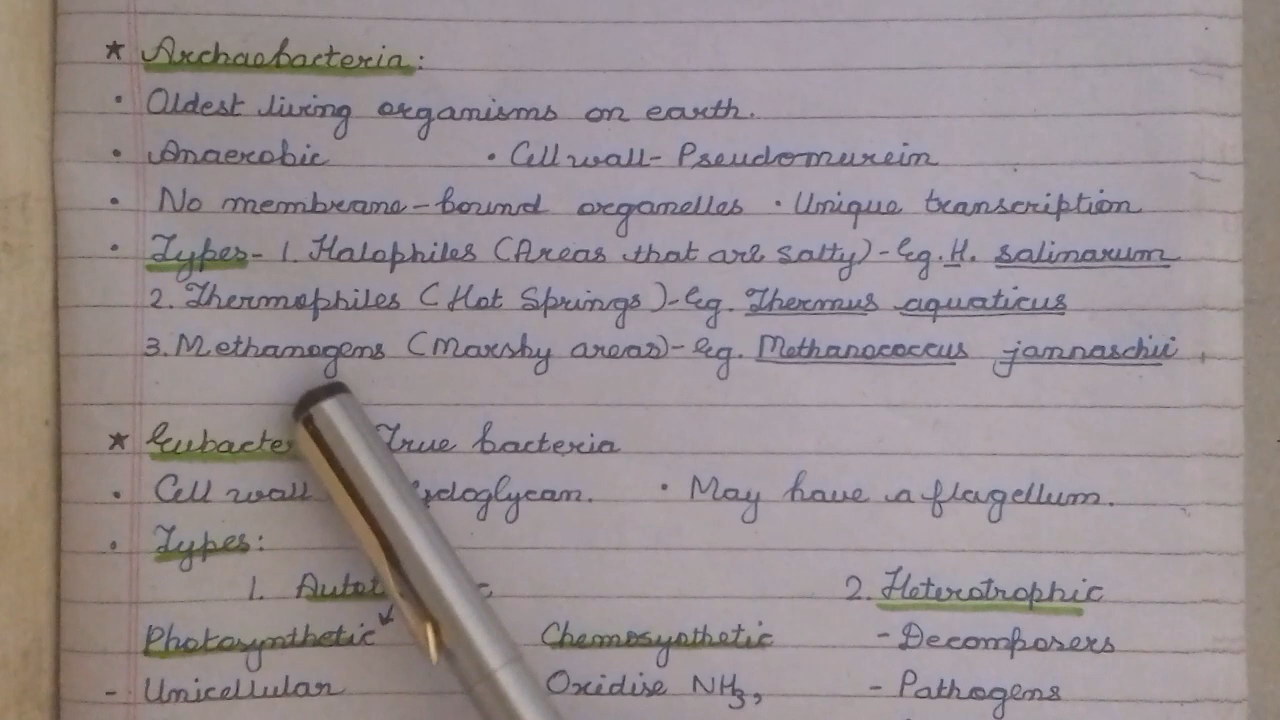 ★ Archaebacteria:
• Oldest living organisms on earth.
• Anaerobic • Cell wall- Pseudomurein
• No membrane-bound organelles • Unique transcription
• Types- 1. Halophiles (Areas that are salty)-Eg. H. salinarum
2. Thermophiles (Hot Springs)-Eg. Thermus aquaticus
3. Methanogens (Marshy areas)-Eg. Methanococcus jannaschii
★ True bacteria
• Cell wall • May have a flagellum.
• Types:
1. 2. Heterotrophic
Photosynthetic Chemosynthetic - Decomposers
- Unicellular Oxidise NH3, - Pathogens